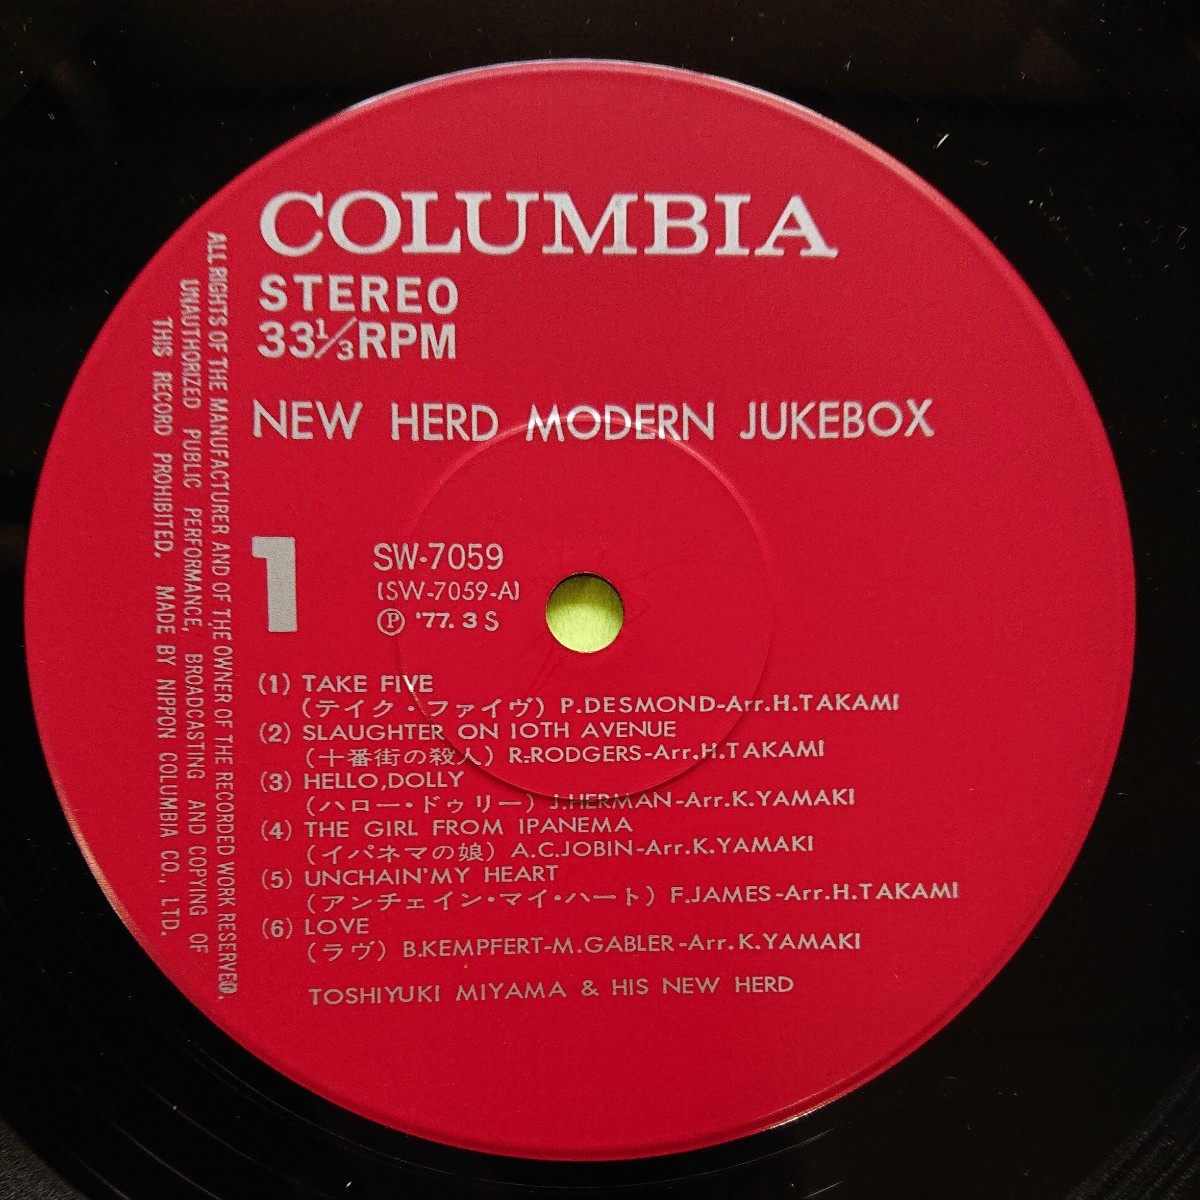 COLUMBIA
STEREO
33⅓RPM
NEW HERD MODERN JUKEBOX
1
SW-7059
(SW-7059-A)
Ⓟ '77. 3 S
(1) TAKE FIVE
(テイク・ファイヴ) P.DESMOND-Arr.H.TAKAMI
(2) SLAUGHTER ON 10TH AVENUE
(十番街の殺人) R.RODGERS-Arr.H.TAKAMI
(3) HELLO,DOLLY
(ハロー・ドゥリー) J.HERMAN-Arr.K.YAMAKI
(4) THE GIRL FROM IPANEMA
(イパネマの娘) A.C.JOBIN-Arr.K.YAMAKI
(5) UNCHAIN'MY HEART
(アンチェイン・マイ・ハート) F.JAMES-Arr.H.TAKAMI
(6) LOVE
(ラヴ) B.KEMPFERT-M.GABLER-Arr.K.YAMAKI
TOSHIYUKI MIYAMA & HIS NEW HERD
ALL RIGHTS OF THE MANUFACTURER AND OF THE OWNER OF THE RECORDED WORK RESERVED.
UNAUTHORIZED PUBLIC PERFORMANCE, BROADCASTING AND COPYING OF
THIS RECORD PROHIBITED. MADE BY NIPPON COLUMBIA CO., LTD.